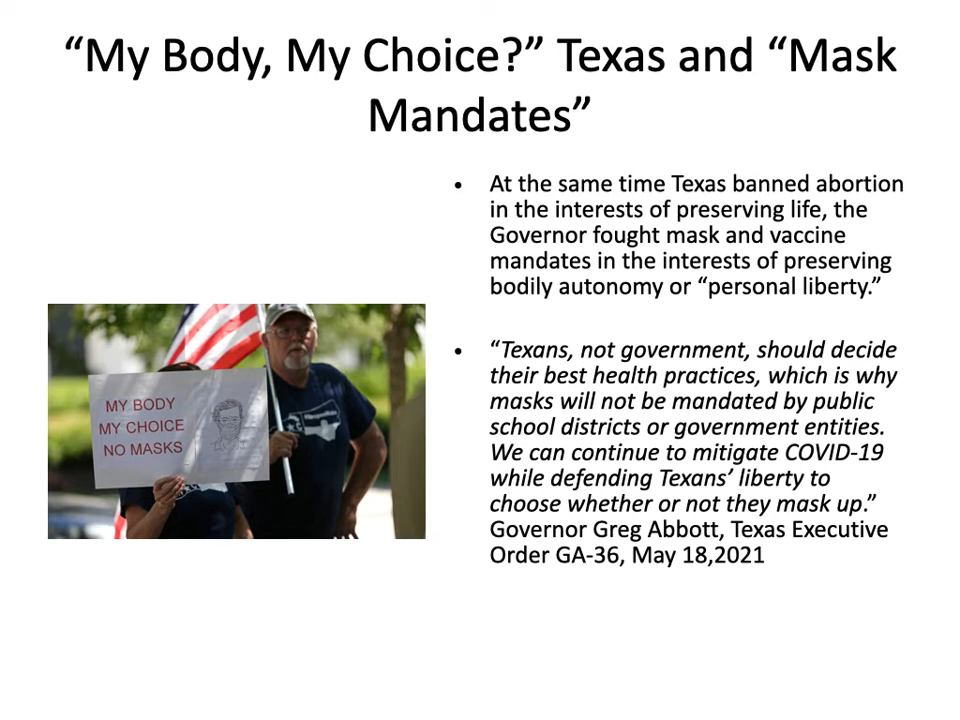 “My Body, My Choice?” Texas and “Mask
Mandates”
• At the same time Texas banned abortion
in the interests of preserving life, the
Governor fought mask and vaccine
mandates in the interests of preserving
bodily autonomy or “personal liberty.”
• “Texans, not government, should decide
their best health practices, which is why
masks will not be mandated by public
school districts or government entities.
We can continue to mitigate COVID-19
while defending Texans’ liberty to
choose whether or not they mask up.”
Governor Greg Abbott, Texas Executive
Order GA-36, May 18,2021
MY BODY
MY CHOICE
NO MASKS